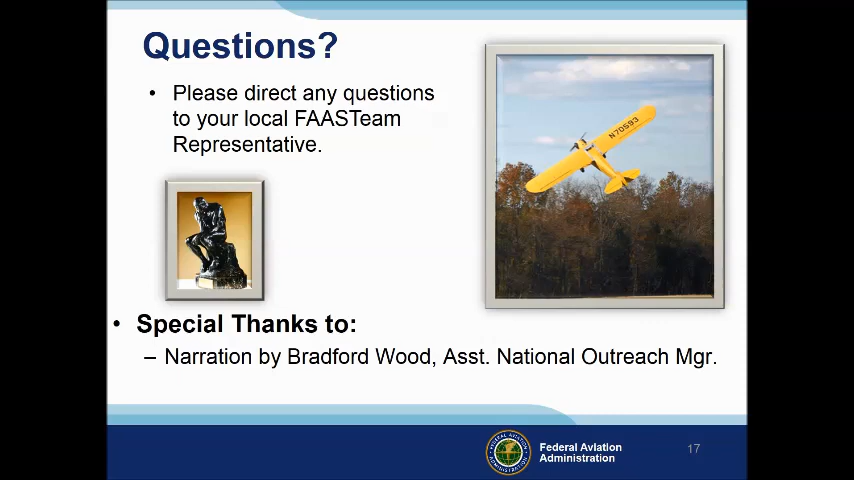 Questions?
• Please direct any questions
to your local FAASTeam
Representative.
N70593
• Special Thanks to:
– Narration by Bradford Wood, Asst. National Outreach Mgr.
Federal Aviation
Administration
17